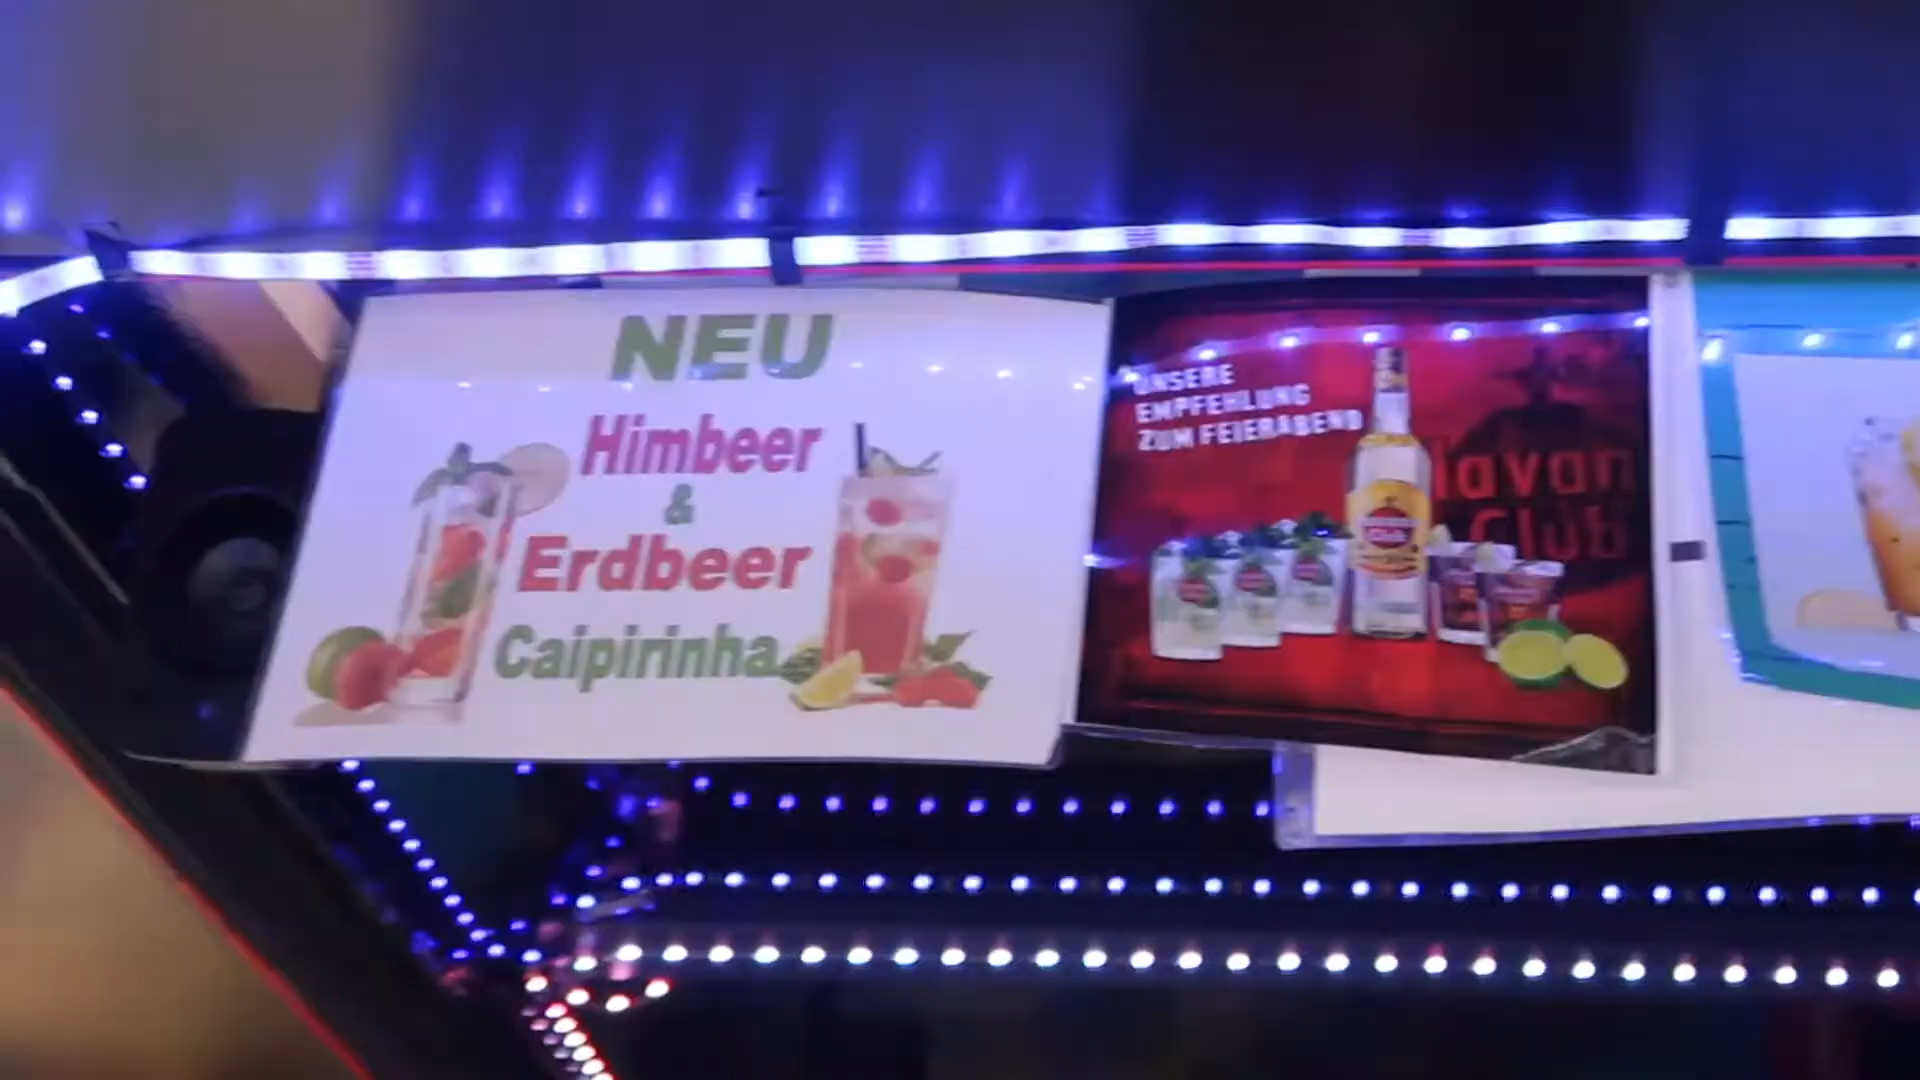 NEU
Himbeer
&
Erdbeer
Caipirinha
UNSERE
EMPFEHLUNG
ZUM FEIERABEND
Havana
Club